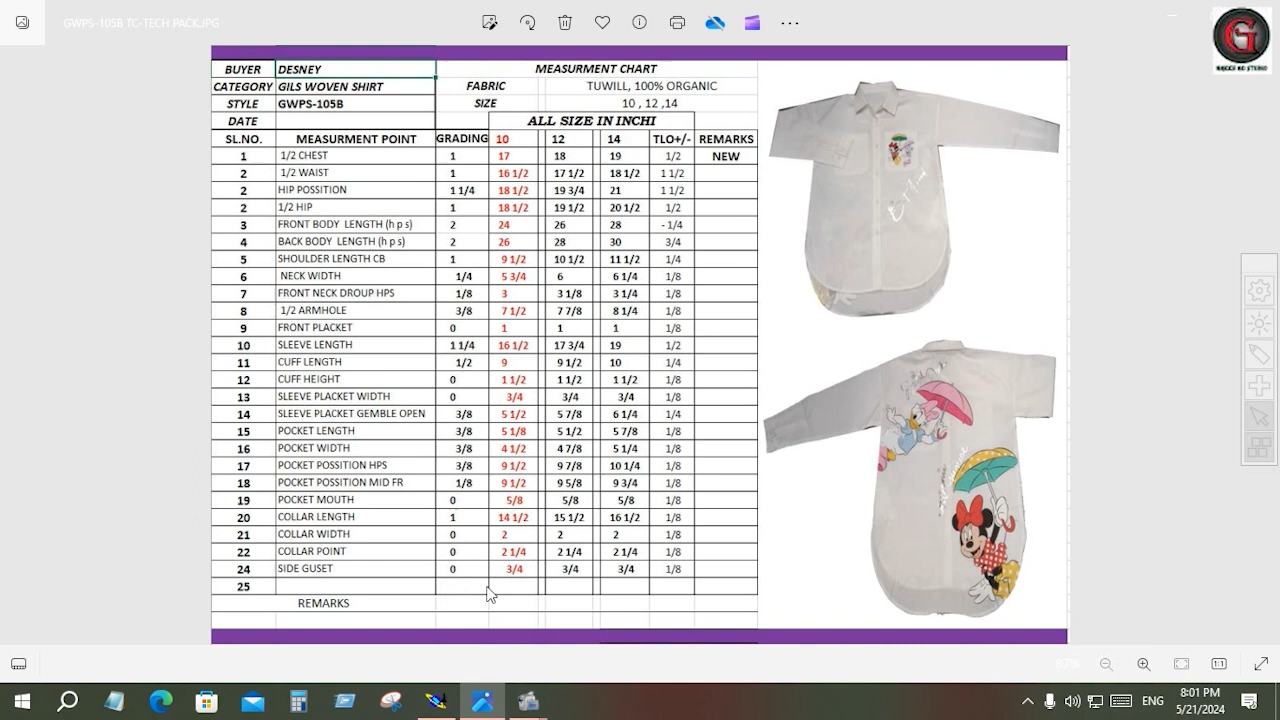 GWPS-105B TC-TECH PACK.JPG
BUYER DESNEY MEASURMENT CHART
CATEGORY GILS WOVEN SHIRT FABRIC TUWILL, 100% ORGANIC
STYLE GWPS-105B SIZE 10 , 12 ,14
DATE ALL SIZE IN INCHI
SL.NO. MEASURMENT POINT GRADING 10 12 14 TLO+/- REMARKS
1 1/2 CHEST 1 17 18 19 1/2 NEW
2 1/2 WAIST 1 16 1/2 17 1/2 18 1/2 1 1/2
2 HIP POSSITION 1 1/4 18 1/2 19 3/4 21 1 1/2
2 1/2 HIP 1 18 1/2 19 1/2 20 1/2 1/2
3 FRONT BODY LENGTH (h p s) 2 24 26 28 - 1/4
4 BACK BODY LENGTH (h p s) 2 26 28 30 3/4
5 SHOULDER LENGTH CB 1 9 1/2 10 1/2 11 1/2 1/4
6 NECK WIDTH 1/4 5 3/4 6 6 1/4 1/8
7 FRONT NECK DROUP HPS 1/8 3 3 1/8 3 1/4 1/8
8 1/2 ARMHOLE 3/8 7 1/2 7 7/8 8 1/4 1/8
9 FRONT PLACKET 0 1 1 1 1/8
10 SLEEVE LENGTH 1 1/4 16 1/2 17 3/4 19 1/2
11 CUFF LENGTH 1/2 9 9 1/2 10 1/4
12 CUFF HEIGHT 0 1 1/2 1 1/2 1 1/2 1/8
13 SLEEVE PLACKET WIDTH 0 3/4 3/4 3/4 1/8
14 SLEEVE PLACKET GEMBLE OPEN 3/8 5 1/2 5 7/8 6 1/4 1/4
15 POCKET LENGTH 3/8 5 1/8 5 1/2 5 7/8 1/8
16 POCKET WIDTH 3/8 4 1/2 4 7/8 5 1/4 1/8
17 POCKET POSSITION HPS 3/8 9 1/2 9 7/8 10 1/4 1/8
18 POCKET POSSITION MID FR 1/8 9 1/2 9 5/8 9 3/4 1/8
19 POCKET MOUTH 0 5/8 5/8 5/8 1/8
20 COLLAR LENGTH 1 14 1/2 15 1/2 16 1/2 1/8
21 COLLAR WIDTH 0 2 2 2 1/8
22 COLLAR POINT 0 2 1/4 2 1/4 2 1/4 1/8
24 SIDE GUSET 0 3/4 3/4 3/4 1/8
25
REMARKS
87%
ENG
8:01 PM
5/21/2024